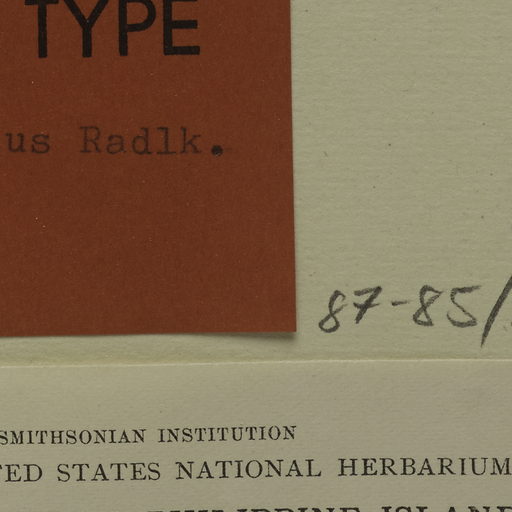 TYPE
us Radlk.
87-85/
SMITHSONIAN INSTITUTION
TED STATES NATIONAL HERBARIUM